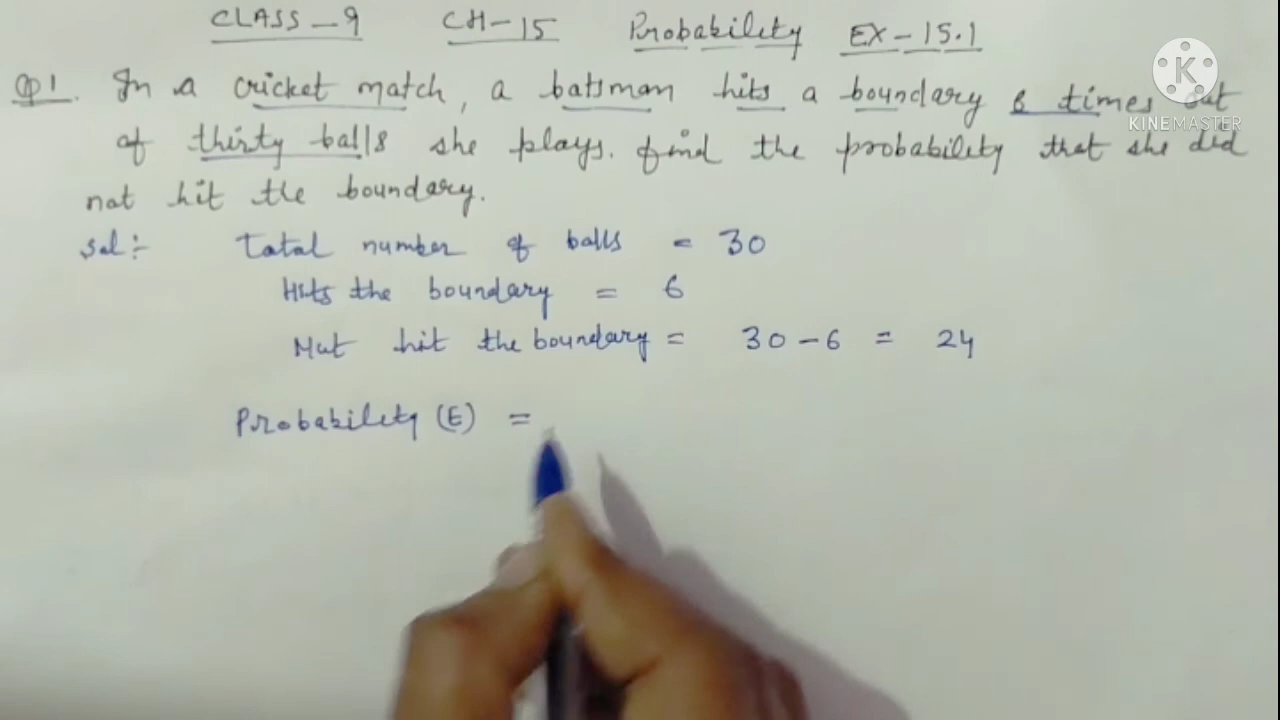 CLASS - 9 CH-15 Probability EX-15.1
Q1. In a cricket match, a batsman hits a boundary 6 times out
of thirty balls she plays. find the probability that she did
not hit the boundary.
Sol:- Total number of balls = 30
Hits the boundary = 6
Not hit the boundary = 30-6 = 24
Probability (E) =
K
KINEMASTER